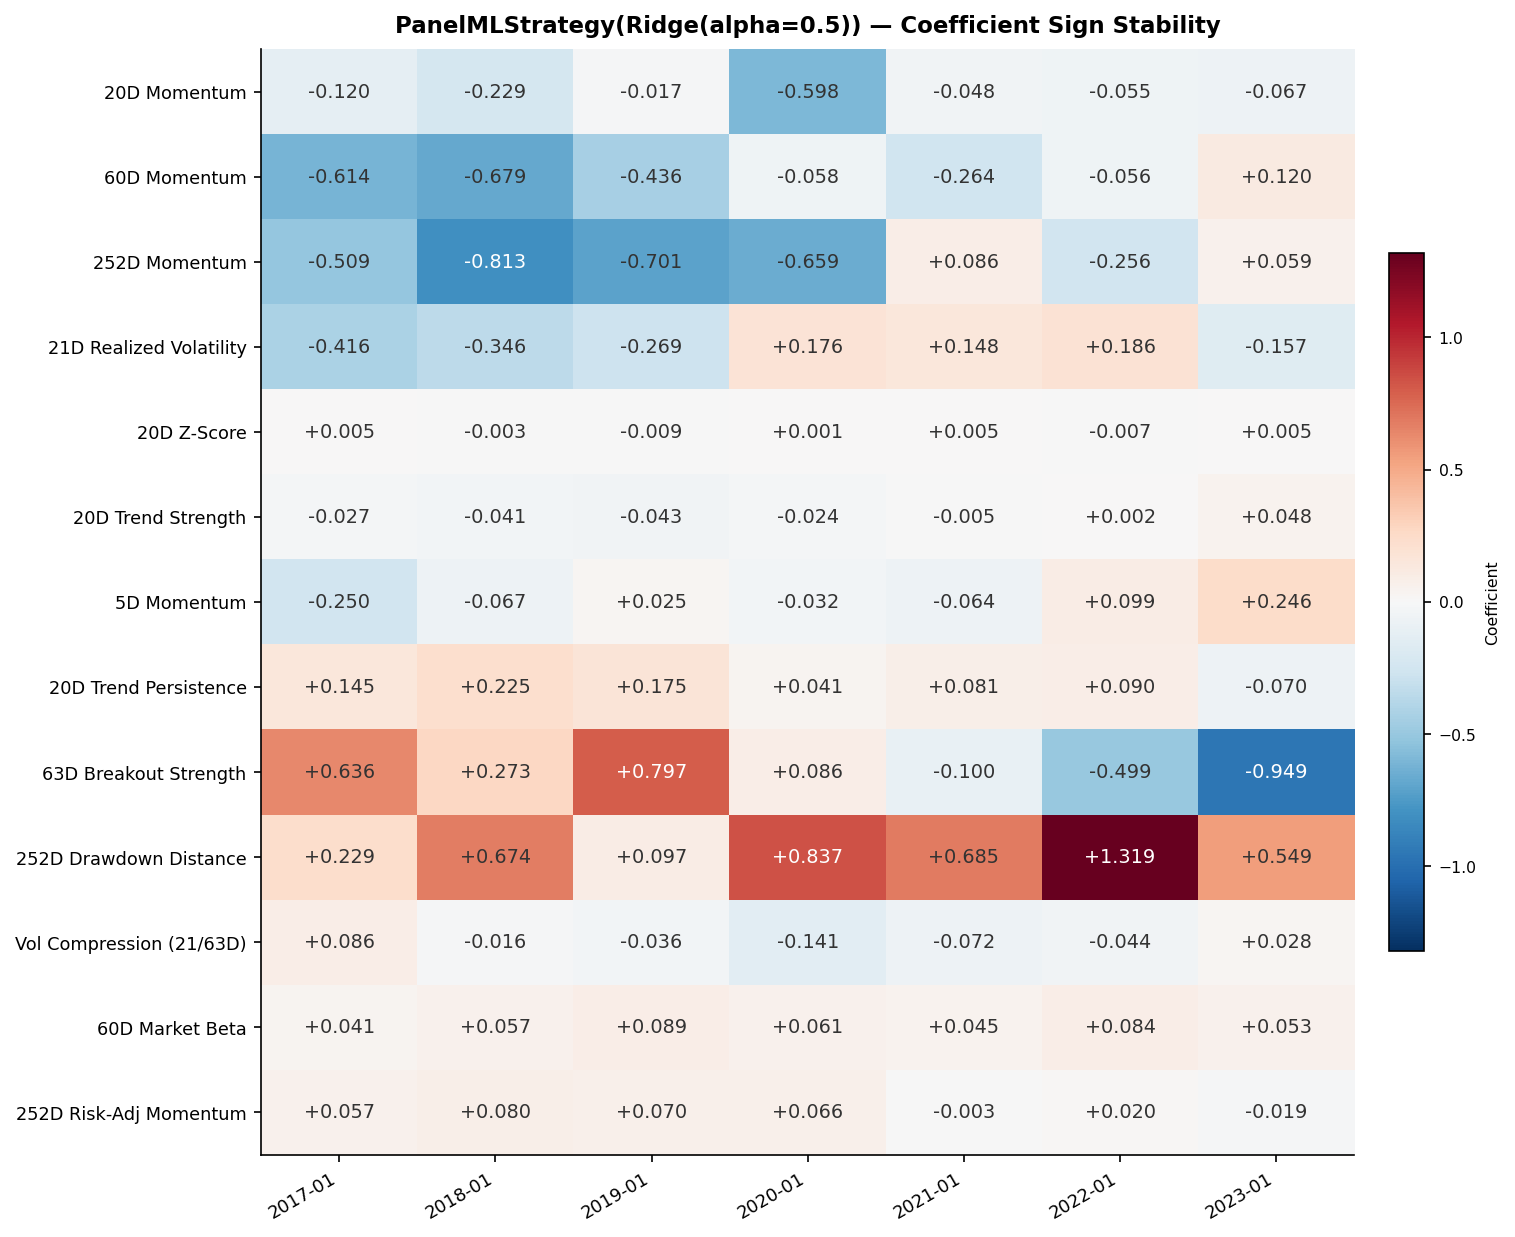 PanelMLStrategy(Ridge(alpha=0.5)) — Coefficient Sign Stability
20D Momentum -0.120 -0.229 -0.017 -0.598 -0.048 -0.055 -0.067
60D Momentum -0.614 -0.679 -0.436 -0.058 -0.264 -0.056 +0.120
252D Momentum -0.509 -0.813 -0.701 -0.659 +0.086 -0.256 +0.059
21D Realized Volatility -0.416 -0.346 -0.269 +0.176 +0.148 +0.186 -0.157
20D Z-Score +0.005 -0.003 -0.009 +0.001 +0.005 -0.007 +0.005
20D Trend Strength -0.027 -0.041 -0.043 -0.024 -0.005 +0.002 +0.048
5D Momentum -0.250 -0.067 +0.025 -0.032 -0.064 +0.099 +0.246
20D Trend Persistence +0.145 +0.225 +0.175 +0.041 +0.081 +0.090 -0.070
63D Breakout Strength +0.636 +0.273 +0.797 +0.086 -0.100 -0.499 -0.949
252D Drawdown Distance +0.229 +0.674 +0.097 +0.837 +0.685 +1.319 +0.549
Vol Compression (21/63D) +0.086 -0.016 -0.036 -0.141 -0.072 -0.044 +0.028
60D Market Beta +0.041 +0.057 +0.089 +0.061 +0.045 +0.084 +0.053
252D Risk-Adj Momentum +0.057 +0.080 +0.070 +0.066 -0.003 +0.020 -0.019
2017-01 2018-01 2019-01 2020-01 2021-01 2022-01 2023-01
1.0
0.5
0.0
−0.5
−1.0
Coefficient